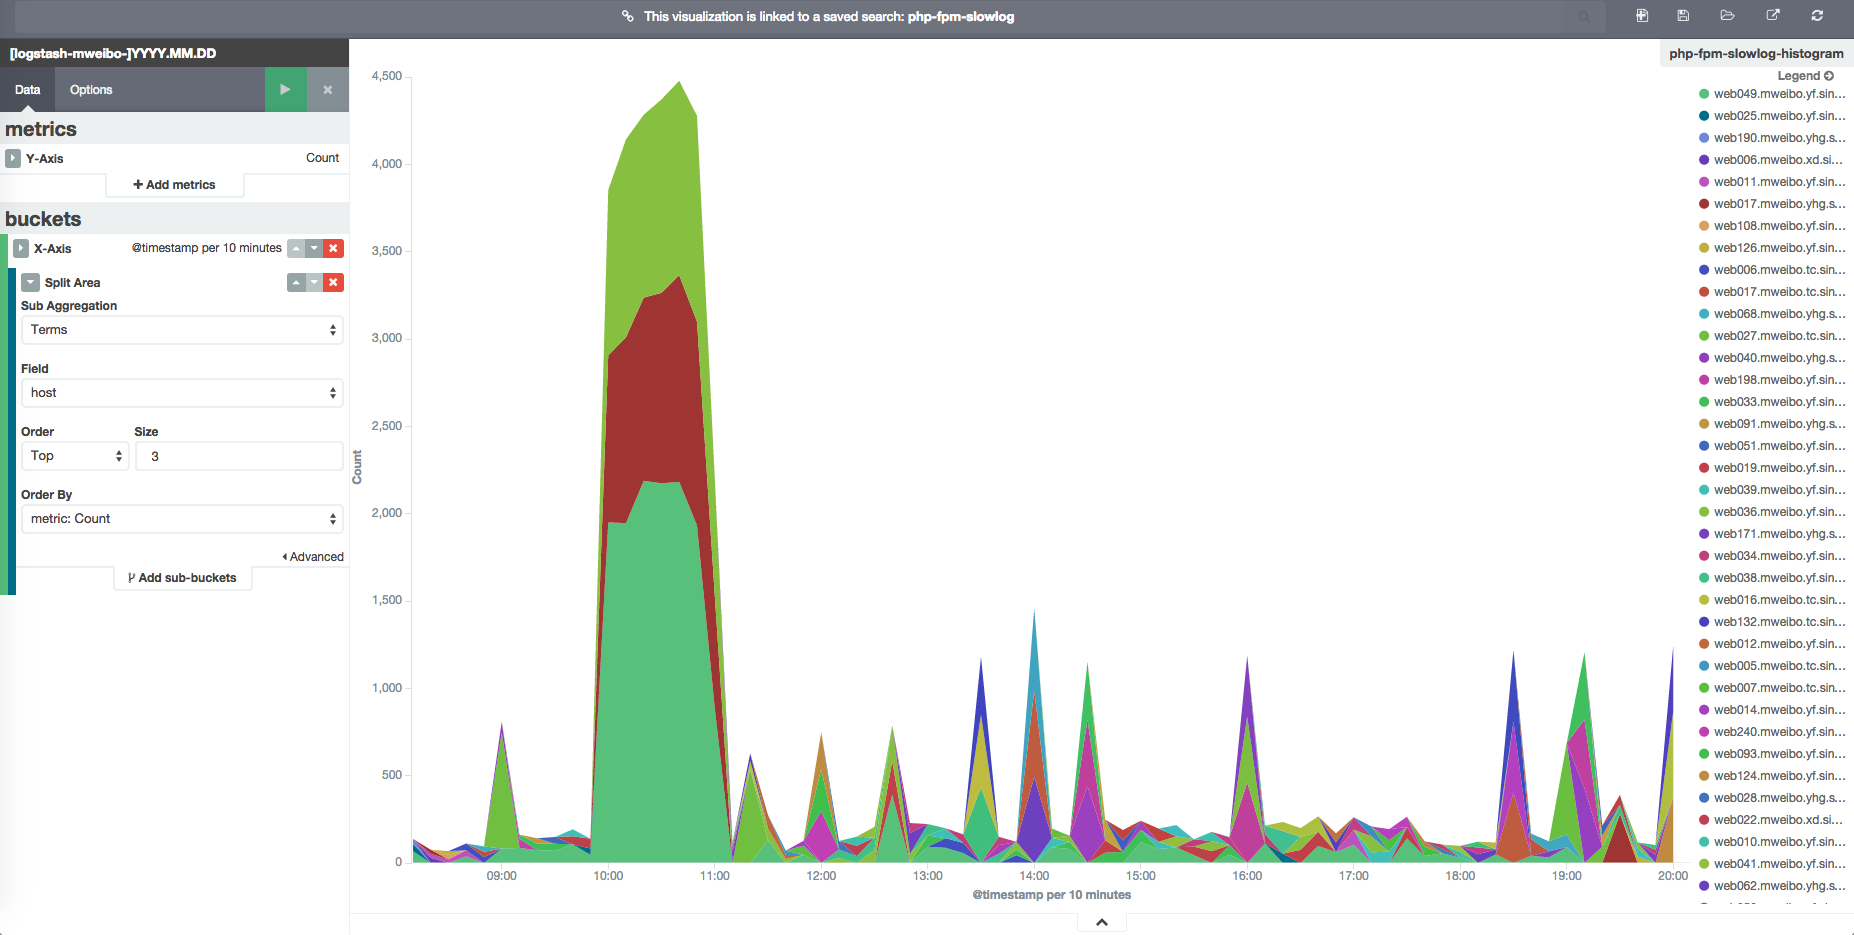 This visualization is linked to a saved search: php-fpm-slowlog
[logstash-mweibo-]YYYY.MM.DD
Data Options
metrics
Y-Axis Count
Add metrics
buckets
X-Axis @timestamp per 10 minutes
Split Area
Sub Aggregation
Terms
Field
host
Order Size
Top 3
Order By
metric: Count
Advanced
Add sub-buckets
4,500
4,000
3,500
3,000
2,500
2,000
1,500
1,000
500
0
Count
09:00 10:00 11:00 12:00 13:00 14:00 15:00 16:00 17:00 18:00 19:00 20:00
@timestamp per 10 minutes
php-fpm-slowlog-histogram
Legend
web049.mweibo.yf.sin...
web025.mweibo.yf.sin...
web190.mweibo.yhg.s...
web006.mweibo.xd.si...
web011.mweibo.yf.sin...
web017.mweibo.yhg.s...
web108.mweibo.yf.sin...
web126.mweibo.yf.sin...
web006.mweibo.tc.sin...
web017.mweibo.tc.sin...
web068.mweibo.yhg.s...
web027.mweibo.tc.sin...
web040.mweibo.yhg.s...
web198.mweibo.yf.sin...
web033.mweibo.yf.sin...
web091.mweibo.yhg.s...
web051.mweibo.yf.sin...
web019.mweibo.yf.sin...
web039.mweibo.yf.sin...
web036.mweibo.yf.sin...
web171.mweibo.yhg.s...
web034.mweibo.yf.sin...
web038.mweibo.yf.sin...
web016.mweibo.tc.sin...
web132.mweibo.tc.sin...
web012.mweibo.yf.sin...
web005.mweibo.tc.sin...
web007.mweibo.tc.sin...
web014.mweibo.yf.sin...
web240.mweibo.yf.sin...
web093.mweibo.yf.sin...
web124.mweibo.yf.sin...
web028.mweibo.yhg.s...
web022.mweibo.xd.si...
web010.mweibo.yf.sin...
web041.mweibo.yf.sin...
web062.mweibo.yhg.s...